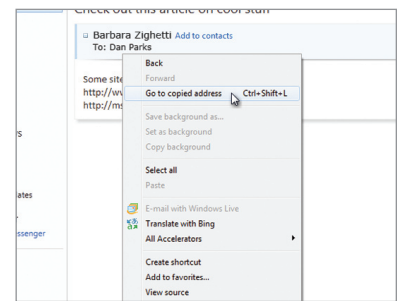 Check out this article on cool stuff
Barbara Zighetti Add to contacts
To: Dan Parks
Some site
http://wv
http://ms
Back
Forward
Go to copied address Ctrl+Shift+L
Save background as...
Set as background
Copy background
Select all
Paste
E-mail with Windows Live
Translate with Bing
All Accelerators
Create shortcut
Add to favorites...
View source
's
ates
ssenger